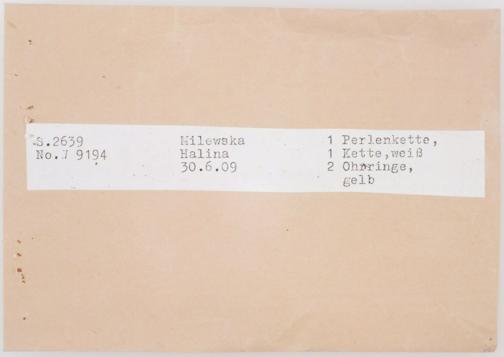 S.2639 Milewska 1 Perlenkette,
No. 9194 Halina 1 Kette,weiß
30.6.09 2 Ohrringe,
gelb